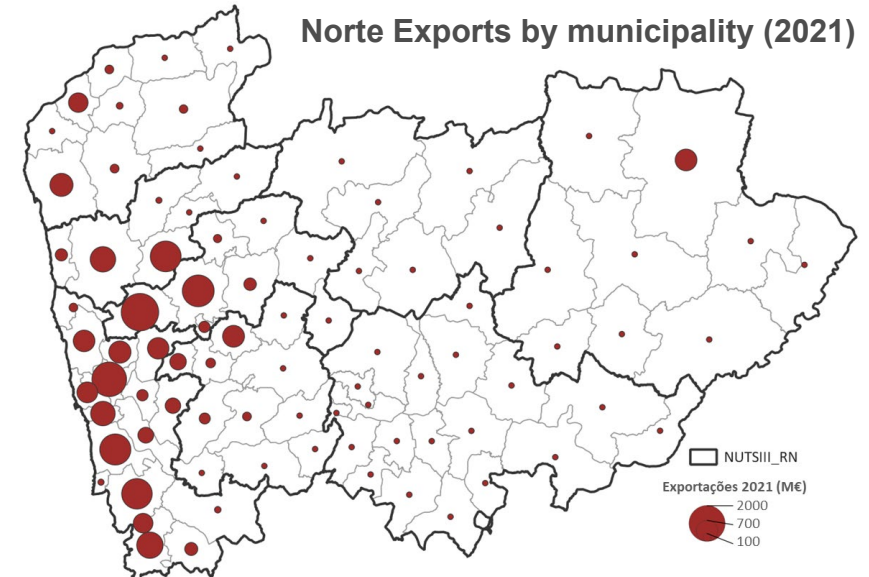 Norte Exports by municipality (2021)
NUTSIII_RN
Exportações 2021 (M€)
2000
700
100